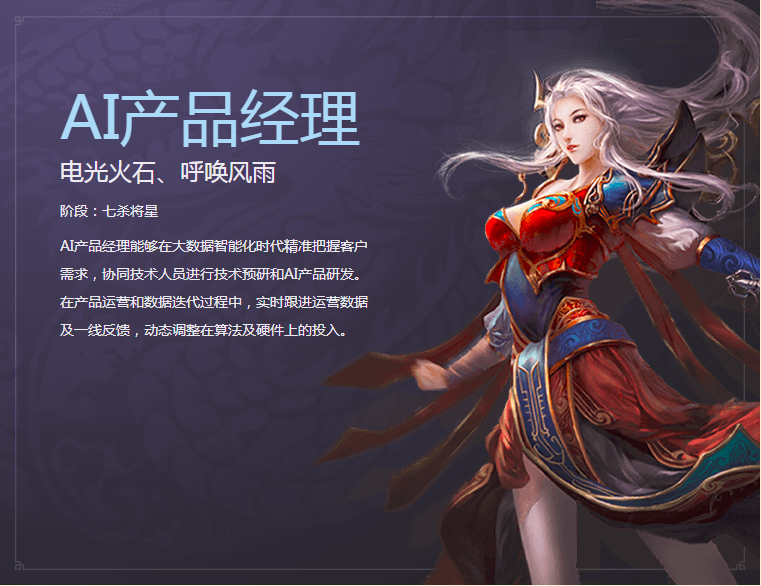 AI产品经理
电光火石、呼唤风雨
阶段：七杀将星
AI产品经理能够在大数据智能化时代精准把握客户
需求，协同技术人员进行技术预研和AI产品研发。
在产品运营和数据迭代过程中，实时跟进运营数据
及一线反馈，动态调整在算法及硬件上的投入。